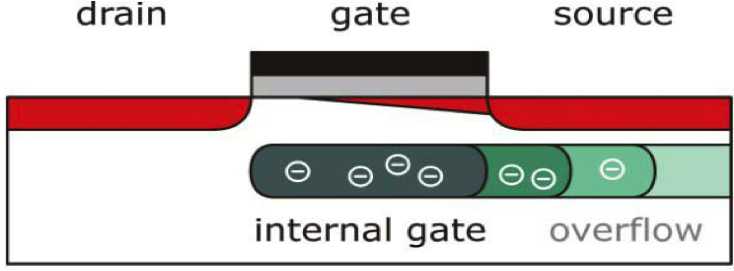 drain gate source
internal gate overflow